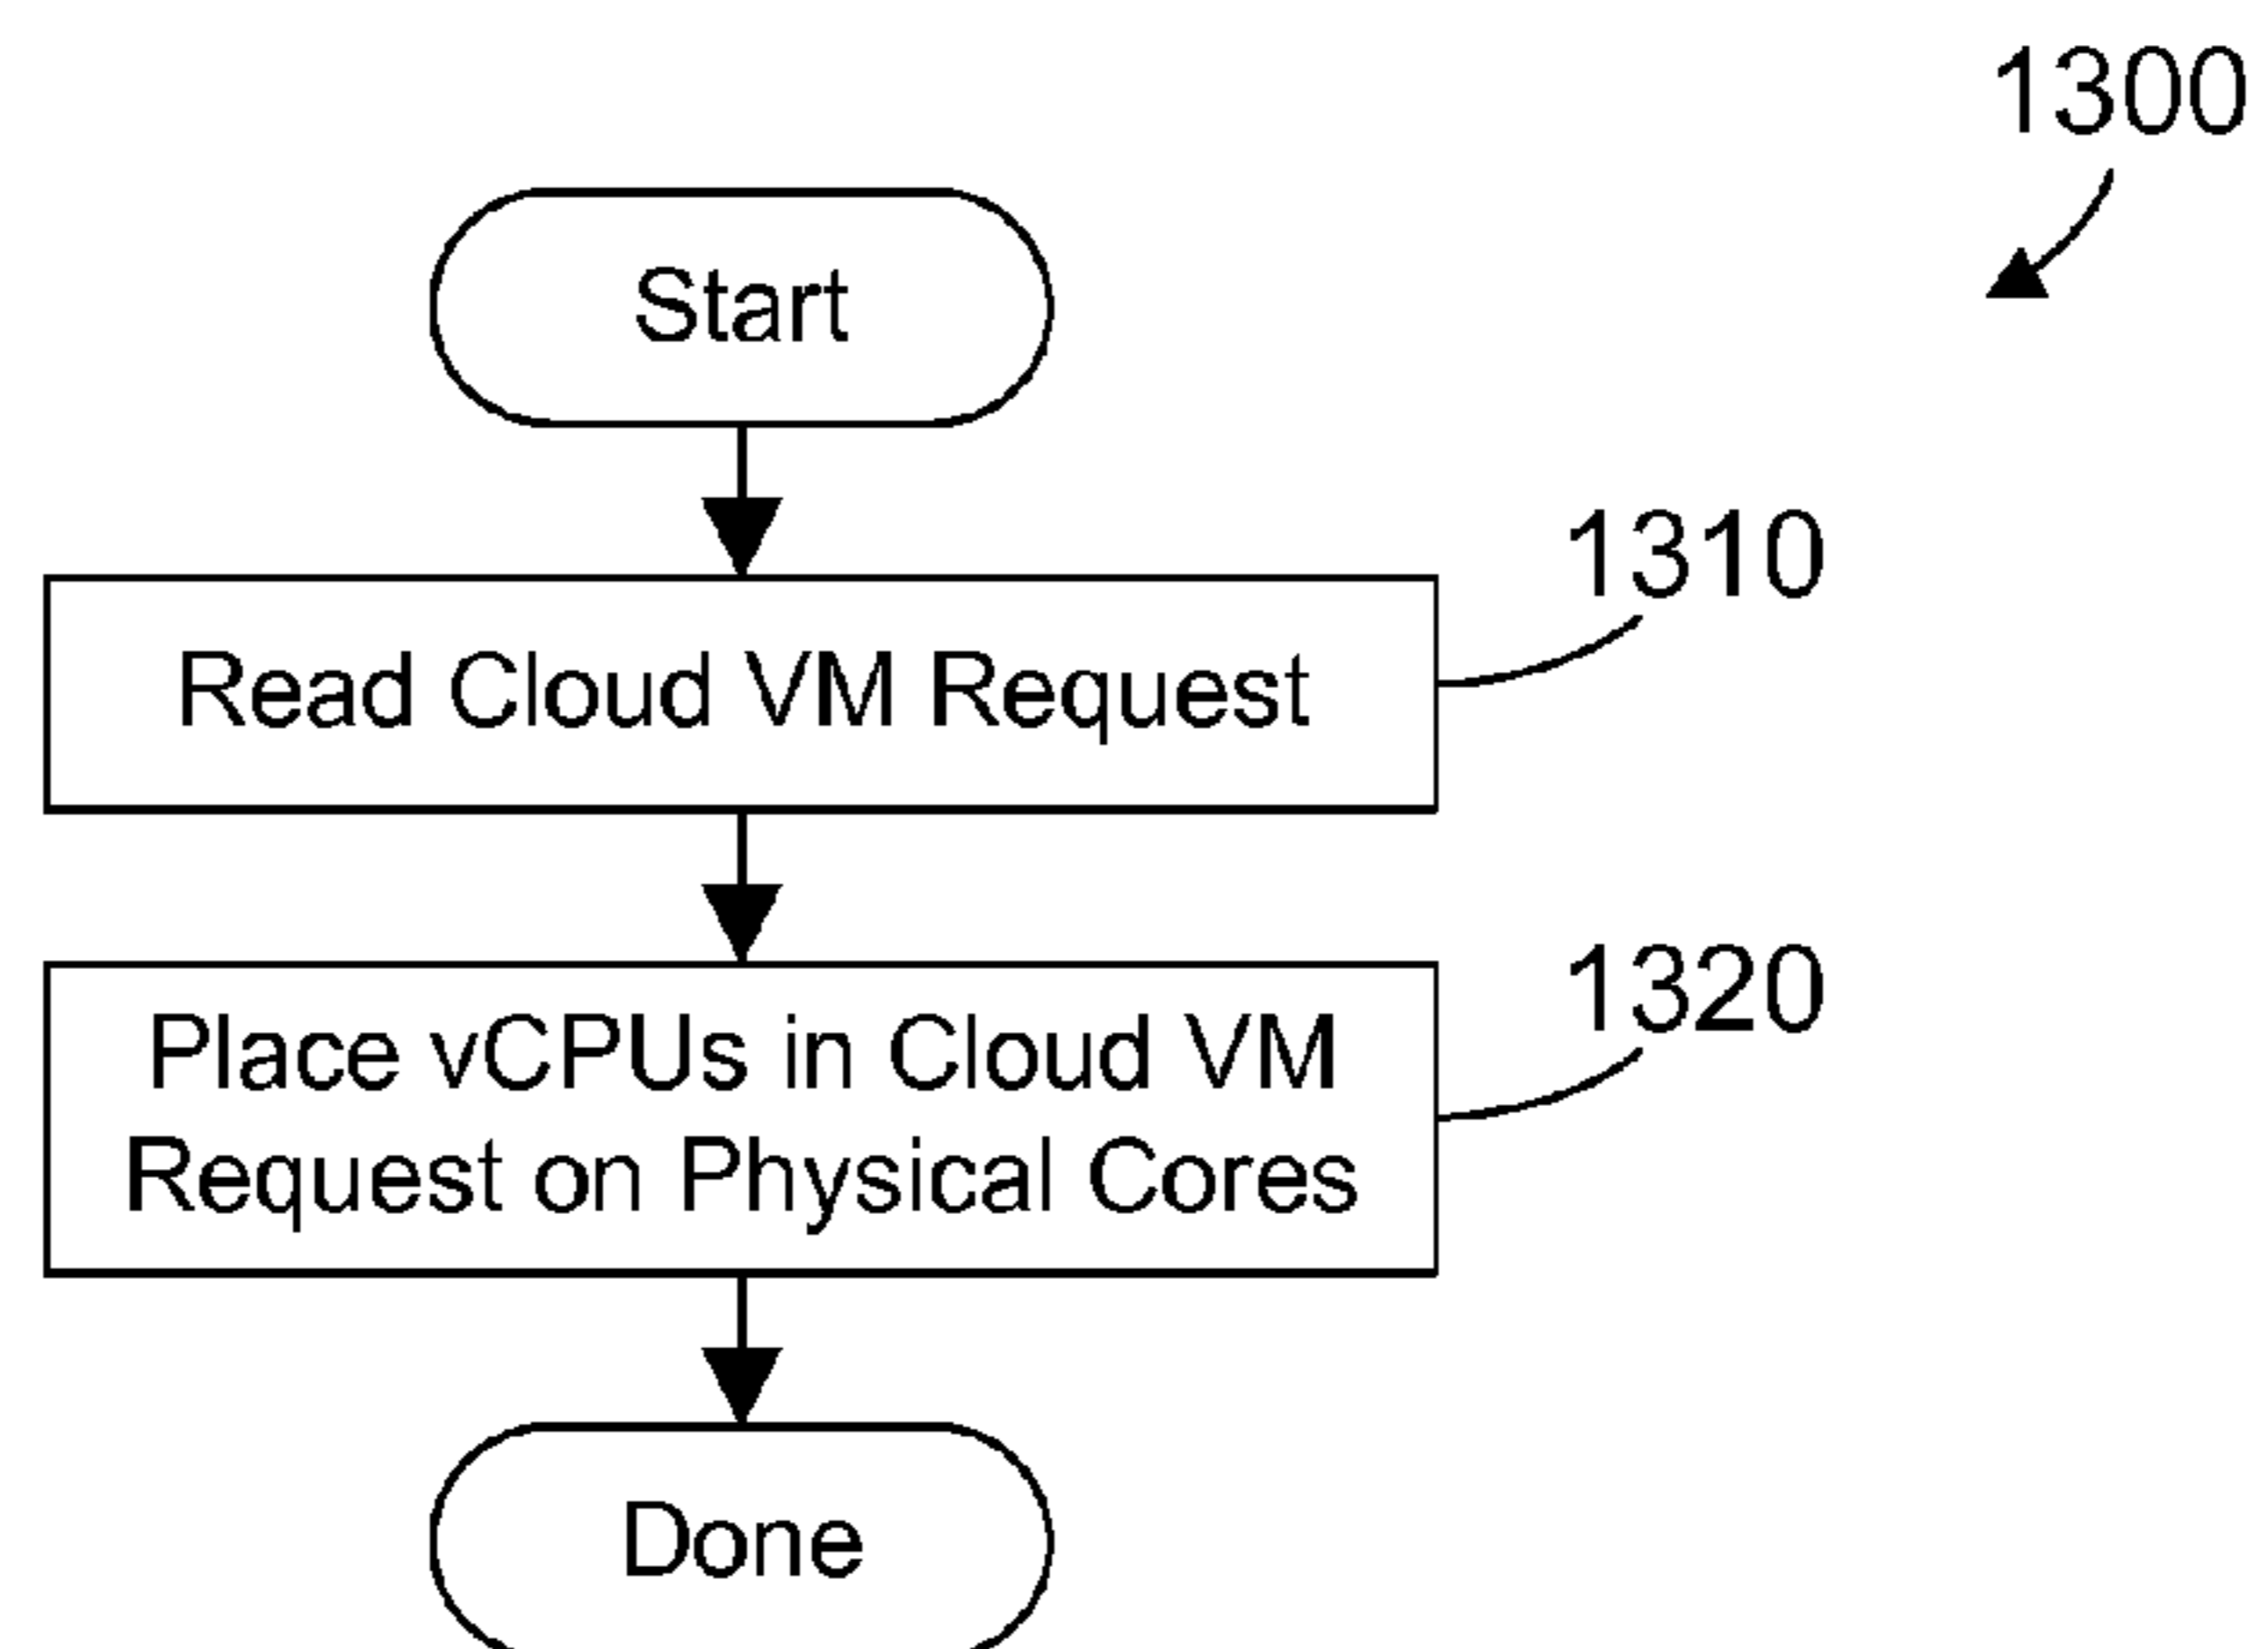 1300
Start
1310
Read Cloud VM Request
1320
Place vCPUs in Cloud VM
Request on Physical Cores
Done